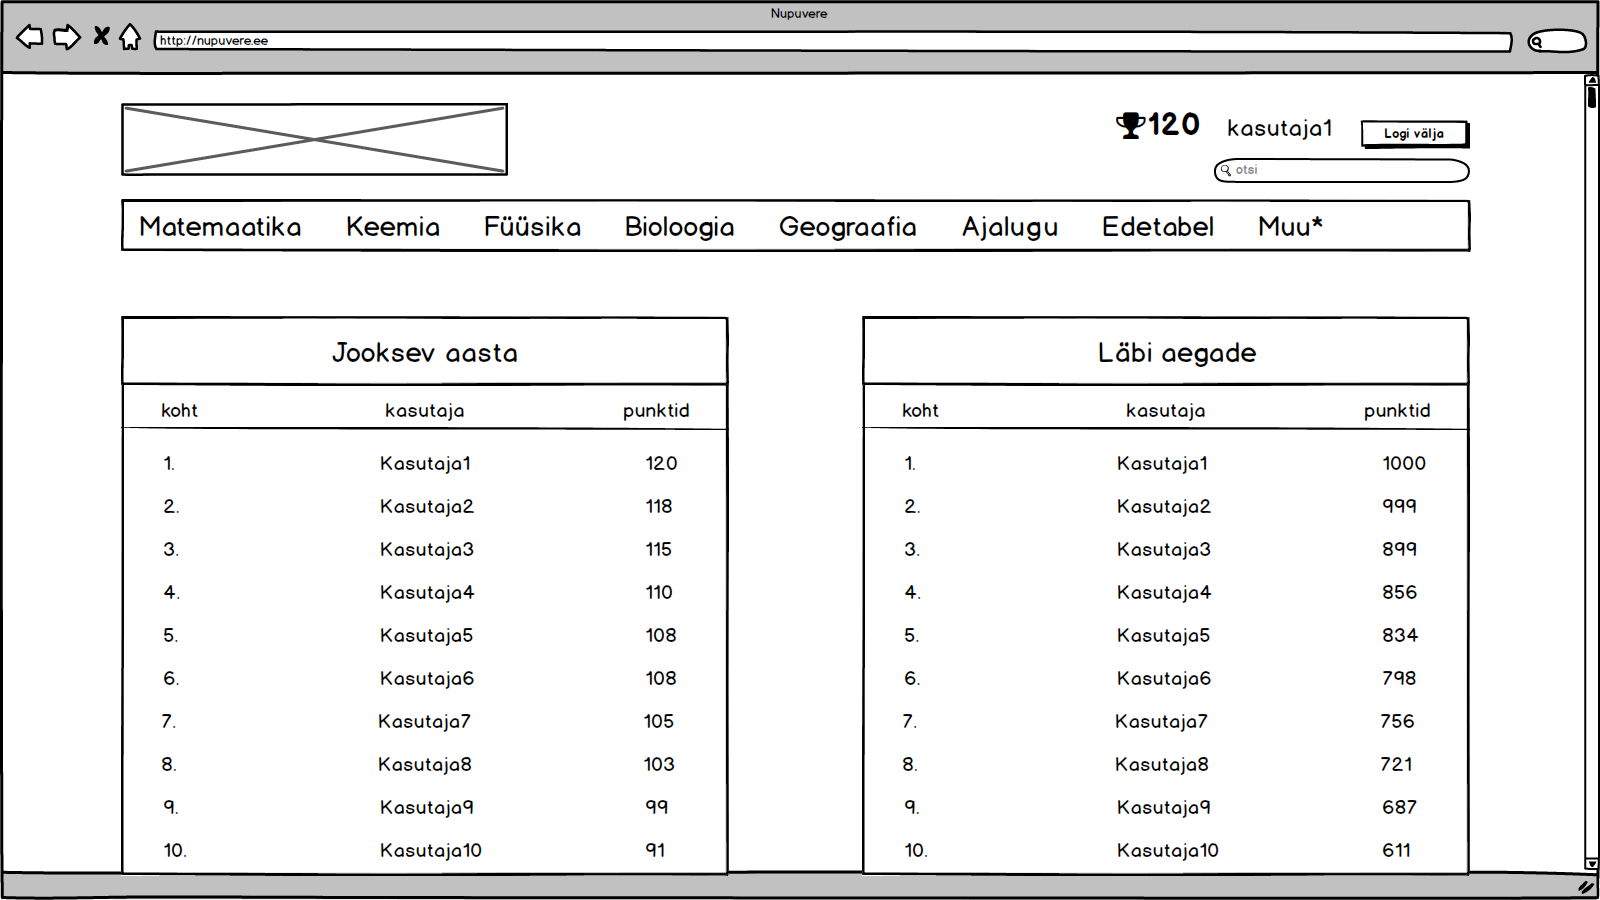 Nupuvere
http://nupuvere.ee
120 kasutaja1 Logi välja
otsi
Matemaatika Keemia Füüsika Bioloogia Geograafia Ajalugu Edetabel Muu*
Jooksev aasta
koht kasutaja punktid
1. Kasutaja1 120
2. Kasutaja2 118
3. Kasutaja3 115
4. Kasutaja4 110
5. Kasutaja5 108
6. Kasutaja6 108
7. Kasutaja7 105
8. Kasutaja8 103
9. Kasutaja9 99
10. Kasutaja10 91
Läbi aegade
koht kasutaja punktid
1. Kasutaja1 1000
2. Kasutaja2 999
3. Kasutaja3 899
4. Kasutaja4 856
5. Kasutaja5 834
6. Kasutaja6 798
7. Kasutaja7 756
8. Kasutaja8 721
9. Kasutaja9 687
10. Kasutaja10 611